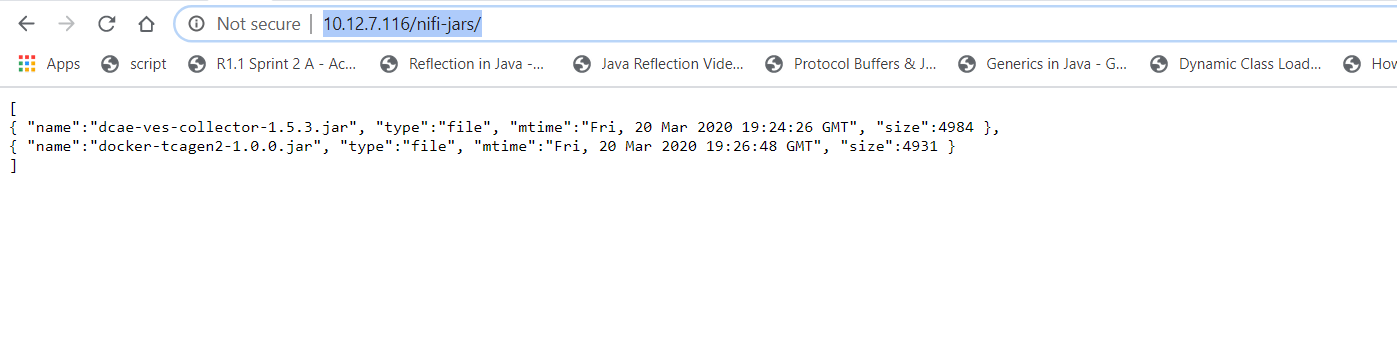 Not secure | 10.12.7.116/nifi-jars/
Apps script R1.1 Sprint 2 A - Ac... Reflection in Java -... Java Reflection Vide... Protocol Buffers & J... Generics in Java - G... Dynamic Class Load... How
[
{ "name":"dcae-ves-collector-1.5.3.jar", "type":"file", "mtime":"Fri, 20 Mar 2020 19:24:26 GMT", "size":4984 },
{ "name":"docker-tcagen2-1.0.0.jar", "type":"file", "mtime":"Fri, 20 Mar 2020 19:26:48 GMT", "size":4931 }
]